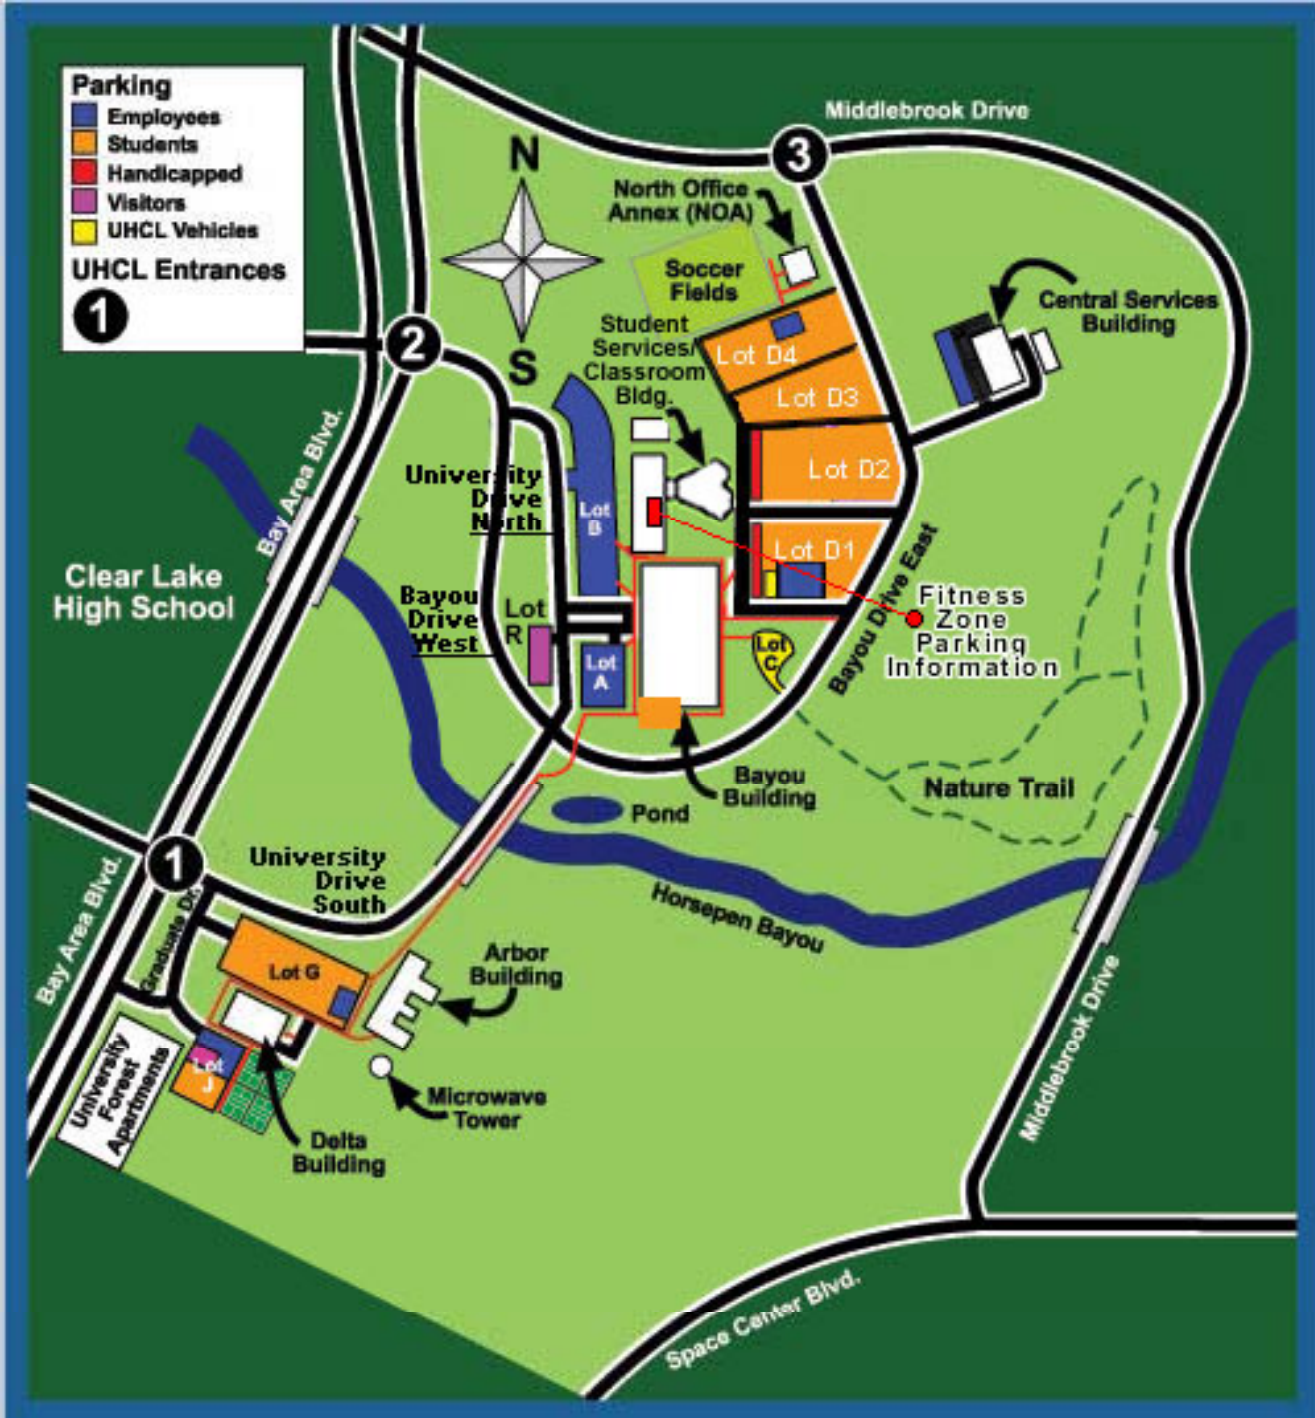 Parking
Employees
Students
Handicapped
Visitors
UHCL Vehicles
UHCL Entrances
1
Middlebrook Drive
3
N
S
North Office
Annex (NOA)
Soccer
Fields
Central Services
Building
2
Student
Services/
Classroom
Bldg.
Lot D4
Lot D3
Lot D2
Lot D1
Bay Area Blvd.
University
Drive
North
Lot
B
Clear Lake
High School
Bayou
Drive
West
Lot
R
Lot
A
Lot
C
Bayou Drive East
Fitness
Zone
Parking
Information
Bayou
Building
Nature Trail
Pond
1
University
Drive
South
Horsepen Bayou
Bay Area Blvd.
Graduate Dr.
Lot G
Arbor
Building
Middlebrook Drive
University
Forest
Apartments
Lot
J
Microwave
Tower
Delta
Building
Space Center Blvd.